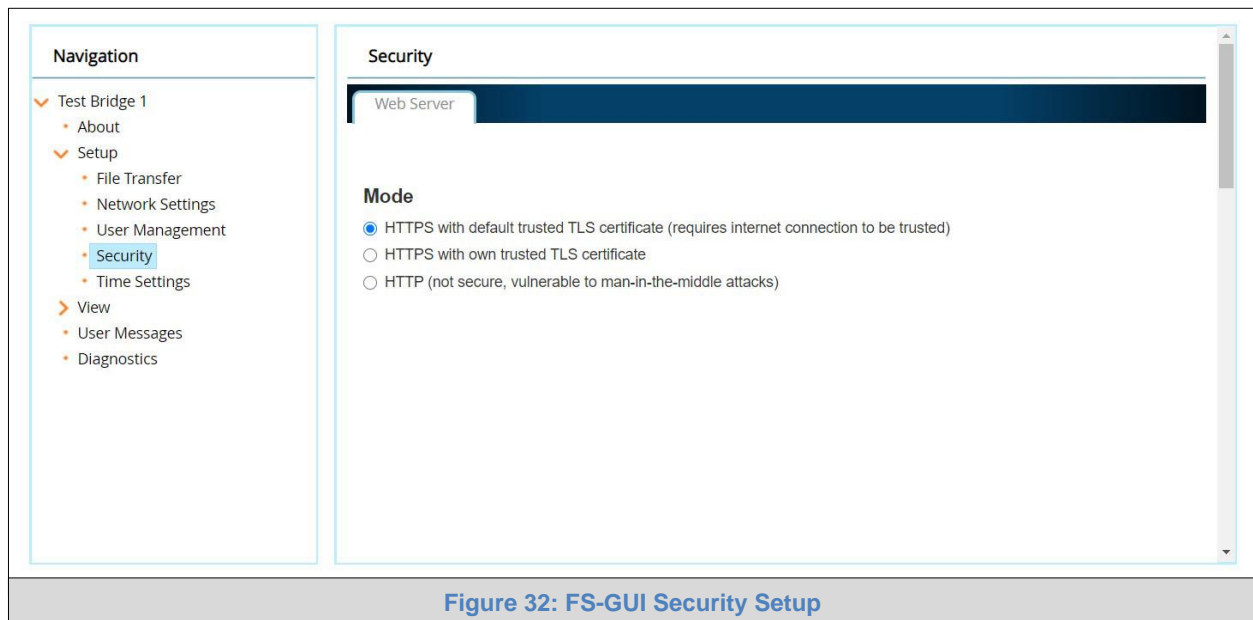 Navigation
Test Bridge 1
About
Setup
File Transfer
Network Settings
User Management
Security
Time Settings
View
User Messages
Diagnostics
Security
Web Server
Mode
HTTPS with default trusted TLS certificate (requires internet connection to be trusted)
HTTPS with own trusted TLS certificate
HTTP (not secure, vulnerable to man-in-the-middle attacks)
Figure 32: FS-GUI Security Setup